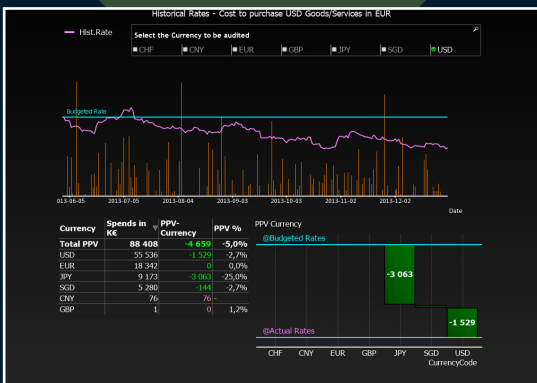 Historical Rates - Cost to purchase USD Goods/Services in EUR
Hist.Rate
Select the Currency to be audited
CHF CNY EUR GBP JPY SGD USD
Budgeted Rate
2013-06-05 2013-07-05 2013-08-04 2013-09-03 2013-10-03 2013-11-02 2013-12-02
Date
Currency Spends in K€ PPV-Currency PPV %
Total PPV 88 408 -4 659 -5,0%
USD 55 536 -1 529 -2,7%
EUR 18 342 0 0,0%
JPY 9 173 -3 063 -25,0%
SGD 5 280 -144 -2,7%
CNY 76 76 -
GBP 1 0 1,2%
PPV Currency
@Budgeted Rates
-3 063
-1 529
@Actual Rates
CHF CNY EUR GBP JPY SGD USD
CurrencyCode